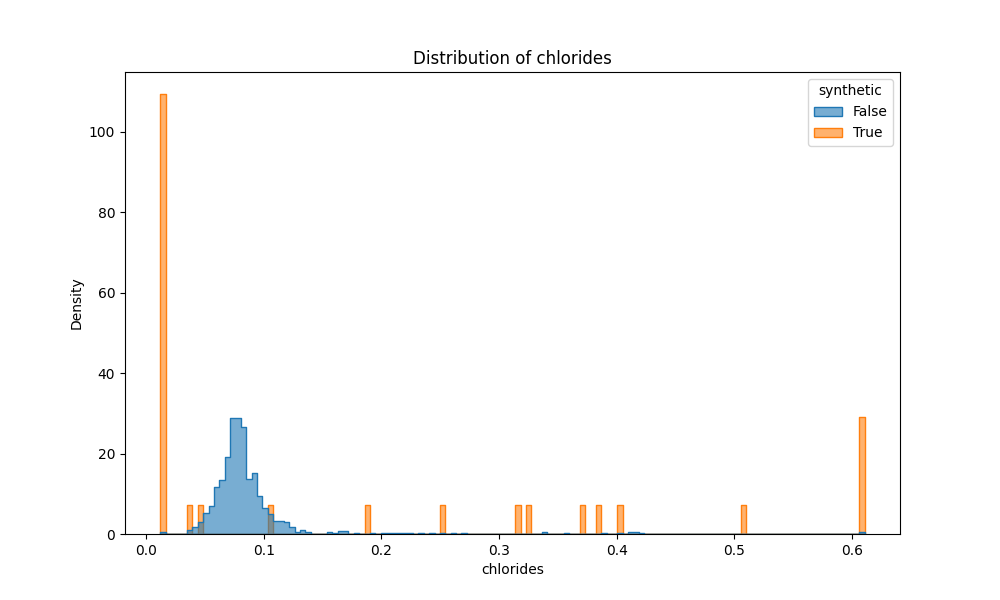 Distribution of chlorides
synthetic
False
True
Density
100
80
60
40
20
0
0.0 0.1 0.2 0.3 0.4 0.5 0.6
chlorides